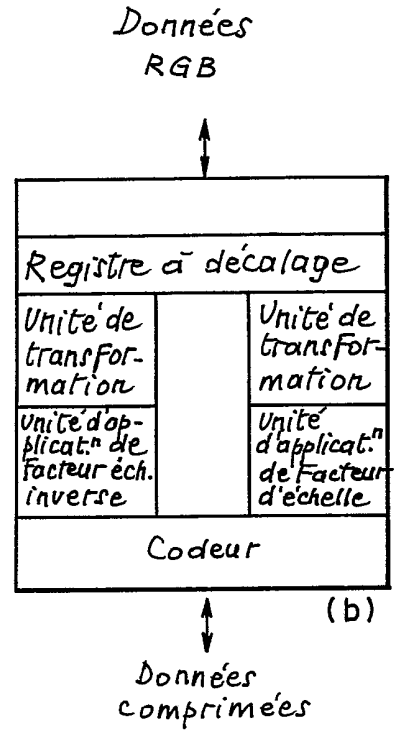 Données
RGB
Registre à décalage
Unité de
transfor-
mation
Unité d'op-
plicat.ⁿ de
facteur éch.
inverse
Unité de
transfor-
mation
Unité
d'applicat.ⁿ
de Facteur
d'échelle
Codeur
(b)
Données
comprimées